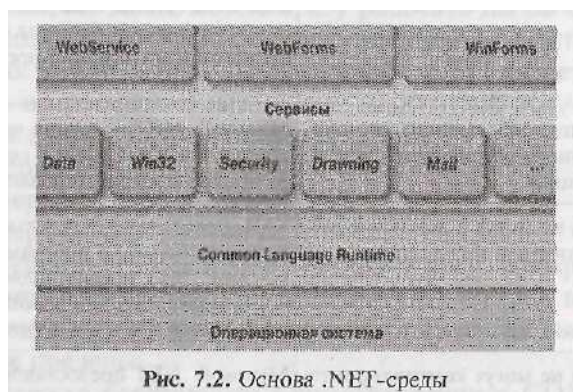 WebService WebForms WinForms
Сервисы
Data Win32 Security Drawning Mail ...
Common Language Runtime
Операционная система
Рис. 7.2. Основа .NET-среды